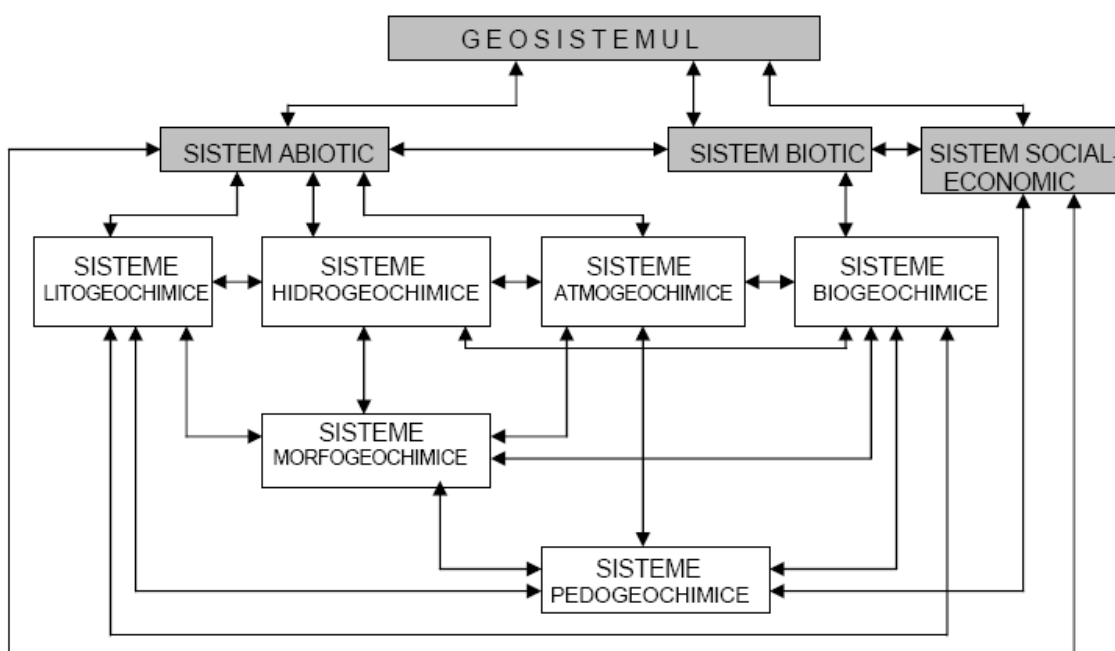 GEOSISTEMUL
SISTEM ABIOTIC
SISTEM BIOTIC
SISTEM SOCIAL-
ECONOMIC
SISTEME
LITOGEOCHIMICE
SISTEME
HIDROGEOCHIMICE
SISTEME
ATMOGEOCHIMICE
SISTEME
BIOGEOCHIMICE
SISTEME
MORFOGEOCHIMICE
SISTEME
PEDOGEOCHIMICE